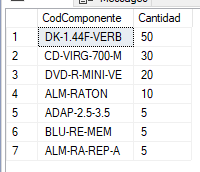 Messages
CodComponente Cantidad
1 DK-1.44F-VERB 50
2 CD-VIRG-700-M 30
3 DVD-R-MINI-VE 20
4 ALM-RATON 10
5 ADAP-2.5-3.5 5
6 BLU-RE-MEM 5
7 ALM-RA-REP-A 5